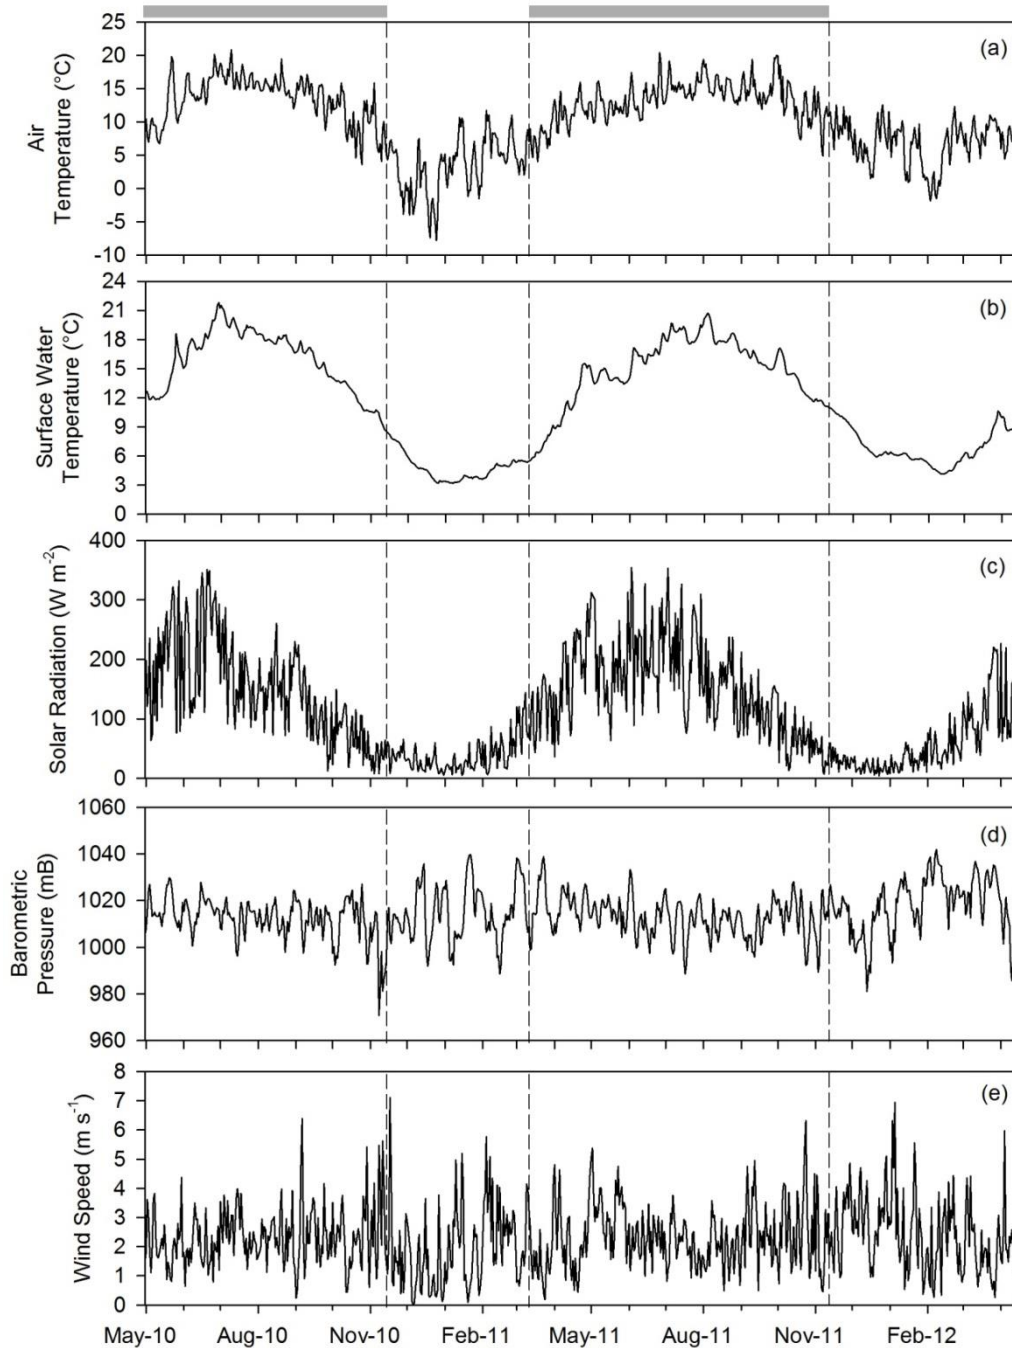 25
20
15
10
5
0
-5
-10
Air
Temperature (°C)
(a)
24
21
18
15
12
9
6
3
0
Surface Water
Temperature (°C)
(b)
400
300
200
100
0
Solar Radiation (W m-2)
(c)
1060
1040
1020
1000
980
960
Barometric
Pressure (mB)
(d)
8
7
6
5
4
3
2
1
0
Wind Speed (m s-1)
(e)
May-10 Aug-10 Nov-10 Feb-11 May-11 Aug-11 Nov-11 Feb-12